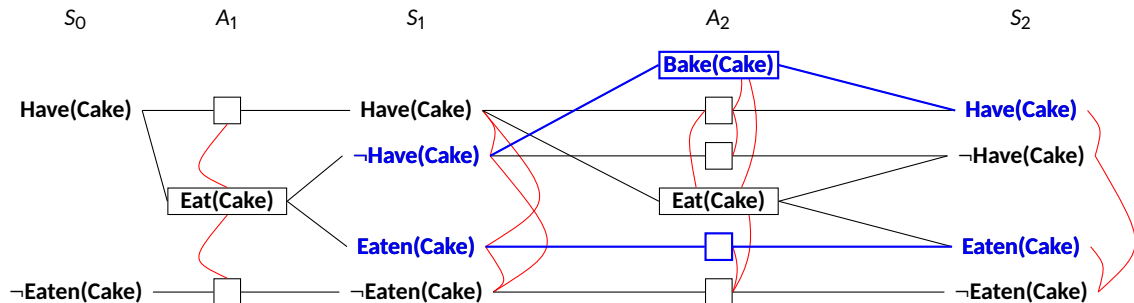 S0 A1 S1 A2 S2
Bake(Cake)
Have(Cake) Have(Cake) Have(Cake)
¬Have(Cake) ¬Have(Cake)
Eat(Cake) Eat(Cake)
Eaten(Cake) Eaten(Cake)
¬Eaten(Cake) ¬Eaten(Cake) ¬Eaten(Cake)